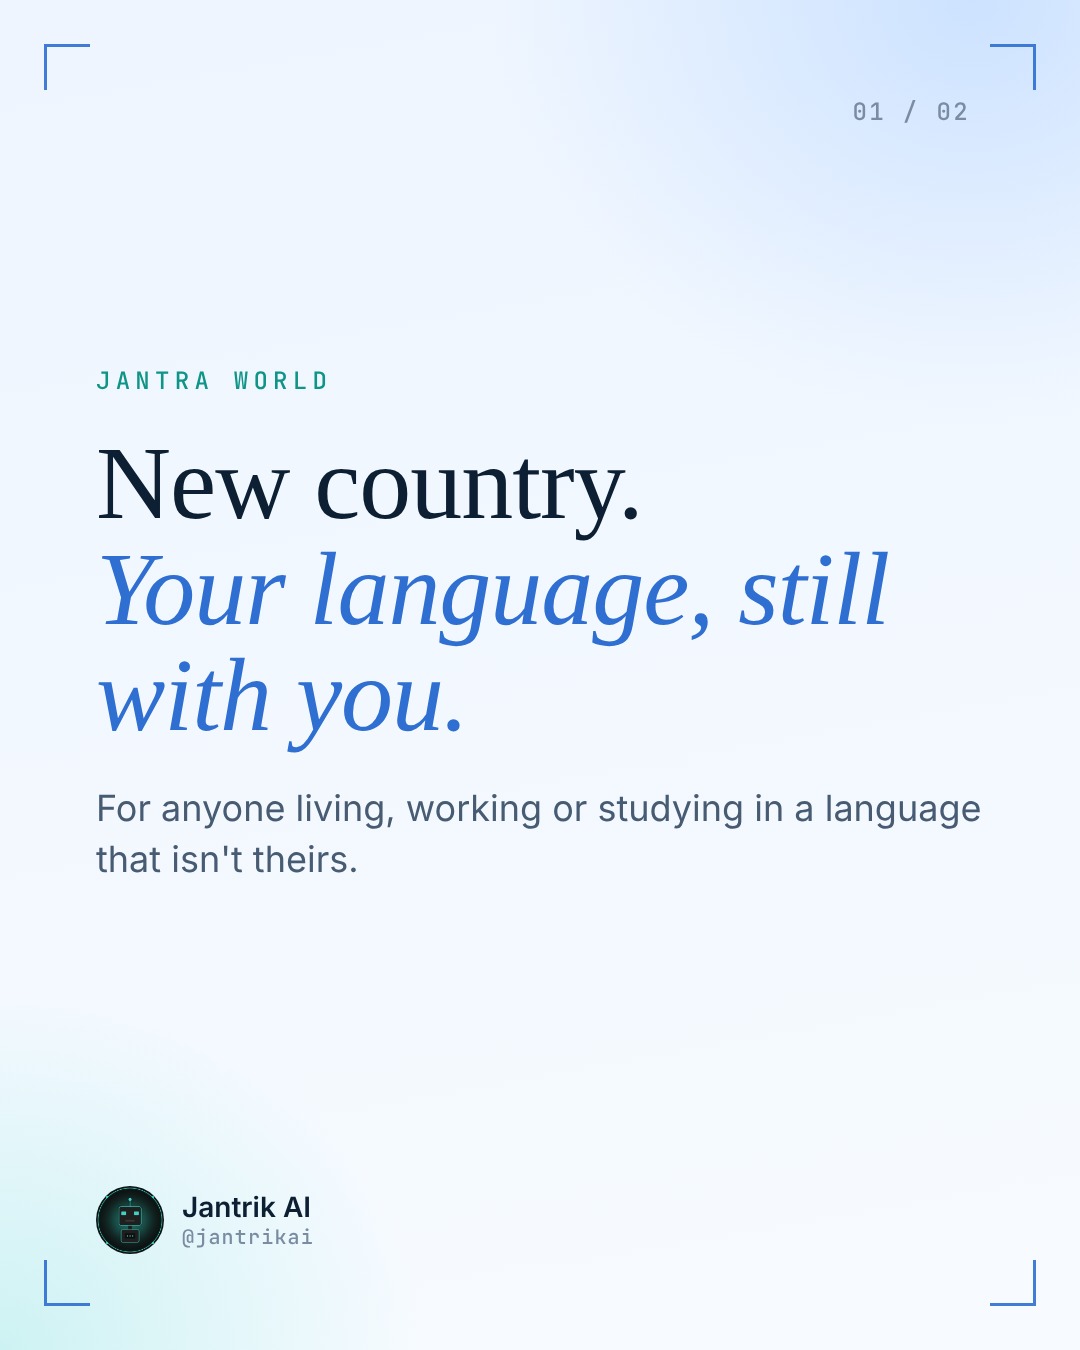 01 / 02
JANTRA WORLD
New country.
Your language, still
with you.
For anyone living, working or studying in a language
that isn't theirs.
Jantrik AI
@jantrikai